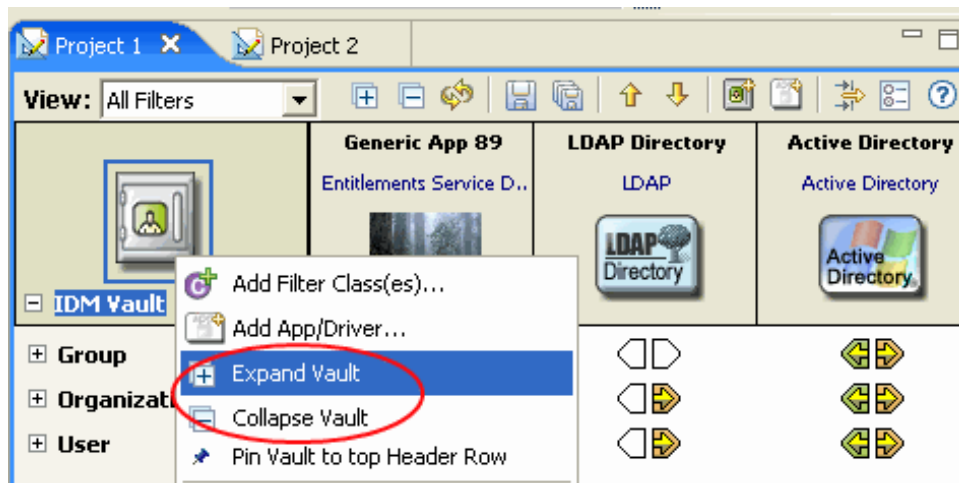 Project 1 Project 2
View: All Filters
Generic App 89 LDAP Directory Active Directory
Entitlements Service D.. LDAP Active Directory
LDAP
Directory
Active
Directory
IDM Vault
Add Filter Class(es)...
Add App/Driver...
Group
Expand Vault
Organizati
Collapse Vault
User
Pin Vault to top Header Row